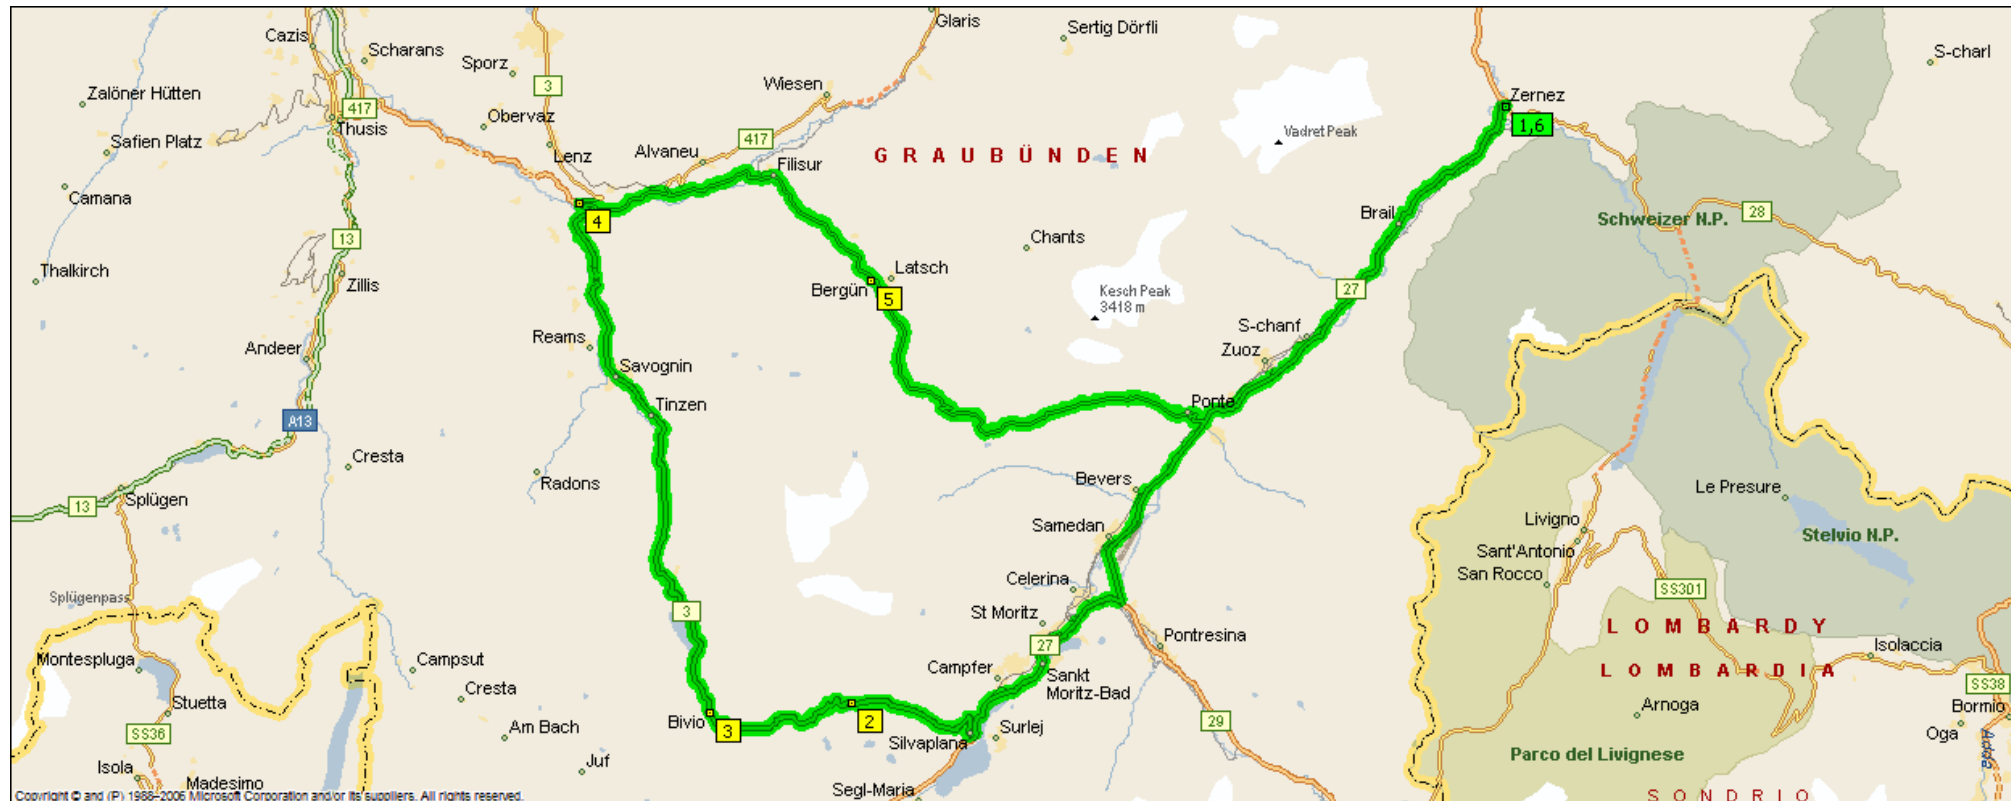 Glaris
Cazis
Scharans
Sertig Dörfli
S-charl
Sporz
3
Wiesen
Zalöner Hütten
417
Zernez
Obervaz
1,6
Thusis
Vadret Peak
Safien Platz
Lenz
Alvaneu
417
Filisur
GRAUBÜNDEN
Camana
4
Brail
Schweizer N.P.
28
13
Chants
Thalkirch
Zillis
Latsch
Bergün
5
Kesch Peak
3418 m
27
S-chanf
Reams
Andeer
Zuoz
Savognin
Tinzen
Ponte
A13
Cresta
Radons
Bevers
Le Presure
13
Splügen
Samedan
Livigno
Stelvio N.P.
Sant'Antonio
San Rocco
Celerina
SS301
Splügenpass
3
St Moritz
LOMBARDY
Pontresina
27
Isolaccia
Montespluga
Campsut
Campfer
LOMBARDIA
Sankt
Moritz-Bad
SS38
Cresta
Stuetta
Arnoga
Bormio
Bivio
2
29
Am Bach
3
SS36
Silvaplana
Surlej
Oga
Adda
Parco del Livignese
Juf
Isola
Madesimo
Segl-Maria
SONDRIO
Copyright © and (P) 1988–2006 Microsoft Corporation and/or its suppliers. All rights reserved.